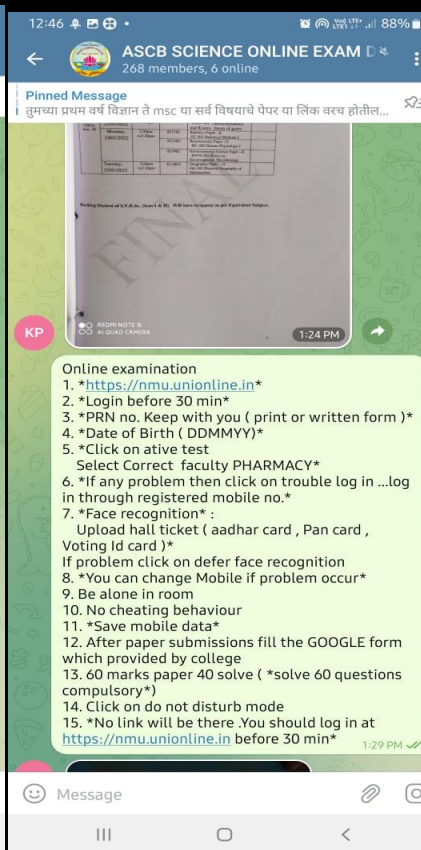 12:46
88%
ASCB SCIENCE ONLINE EXAM D
268 members, 6 online
Pinned Message
तुमच्या प्रथम वर्ष विज्ञान ते msc या सर्व विषयाचे पेपर या लिंक वरच होतील...
Monday,
24/01/2022
Tuesday,
25/01/2022
FINAL
REDMI NOTE 8
AI QUAD CAMERA
1:24 PM
KP
Online examination
1. *https://nmu.unionline.in*
2. *Login before 30 min*
3. *PRN no. Keep with you ( print or written form )*
4. *Date of Birth ( DDMMYY)*
5. *Click on ative test
Select Correct faculty PHARMACY*
6. *If any problem then click on trouble log in ...log
in through registered mobile no.*
7. *Face recognition* :
Upload hall ticket ( aadhar card , Pan card ,
Voting Id card )*
If problem click on defer face recognition
8. *You can change Mobile if problem occur*
9. Be alone in room
10. No cheating behaviour
11. *Save mobile data*
12. After paper submissions fill the GOOGLE form
which provided by college
13. 60 marks paper 40 solve ( *solve 60 questions
compulsory*)
14. Click on do not disturb mode
15. *No link will be there .You should log in at
https://nmu.unionline.in before 30 min*
1:29 PM
Message